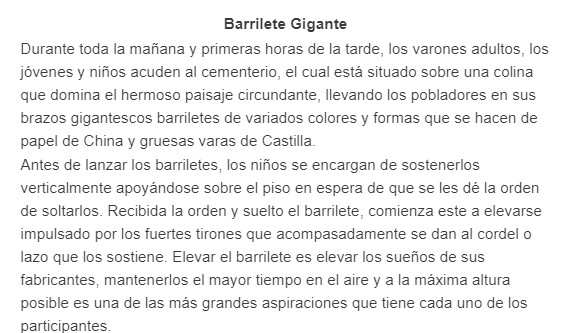 Barrilete Gigante
Durante toda la mañana y primeras horas de la tarde, los varones adultos, los
jóvenes y niños acuden al cementerio, el cual está situado sobre una colina
que domina el hermoso paisaje circundante, llevando los pobladores en sus
brazos gigantescos barriletes de variados colores y formas que se hacen de
papel de China y gruesas varas de Castilla.
Antes de lanzar los barriletes, los niños se encargan de sostenerlos
verticalmente apoyándose sobre el piso en espera de que se les dé la orden
de soltarlos. Recibida la orden y suelto el barrilete, comienza este a elevarse
impulsado por los fuertes tirones que acompasadamente se dan al cordel o
lazo que los sostiene. Elevar el barrilete es elevar los sueños de sus
fabricantes, mantenerlos el mayor tiempo en el aire y a la máxima altura
posible es una de las más grandes aspiraciones que tiene cada uno de los
participantes.